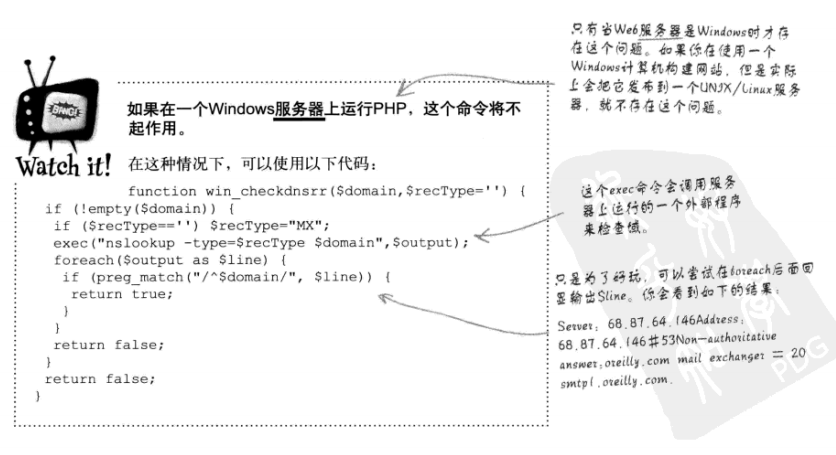 只有当Web服务器是Windows时才存
在这个问题。如果你在使用一个
Windows计算机构建网站，但是实际
上会把它发布到一个UNIX/Linux服务
器，就不存在这个问题。
BANG!
Watch it!
如果在一个Windows服务器上运行PHP，这个命令将不
起作用。
在这种情况下，可以使用以下代码：
function win_checkdnsrr($domain,$recType='') {
if (!empty($domain)) {
if ($recType=='') $recType="MX";
exec("nslookup -type=$recType $domain",$output);
foreach($output as $line) {
if (preg_match("/^$domain/", $line)) {
return true;
}
}
return false;
}
return false;
}
这个exec命令会调用服务
器上运行的一个外部程序
来检查域。
只是为了好玩，可以尝试在foreach后面回
显输出$line。你会看到如下的结果：
Server: 68.87.64.146Address:
68.87.64.146#53Non-authoritative
answer:oreilly.com mail exchanger = 20
smtp1.oreilly.com.
PDG